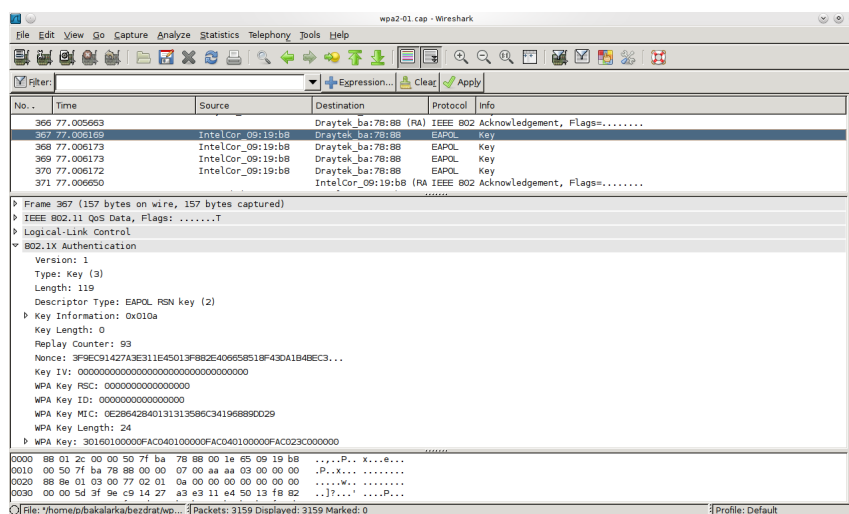 wpa2-01.cap - Wireshark
File Edit View Go Capture Analyze Statistics Telephony Tools Help
Filter: Expression... Clear Apply
No. . Time Source Destination Protocol Info
366 77.005663 Draytek_ba:78:88 (RA) IEEE 802 Acknowledgement, Flags=........
367 77.006169 IntelCor_09:19:b8 Draytek_ba:78:88 EAPOL Key
368 77.006173 IntelCor_09:19:b8 Draytek_ba:78:88 EAPOL Key
369 77.006173 IntelCor_09:19:b8 Draytek_ba:78:88 EAPOL Key
370 77.006172 IntelCor_09:19:b8 Draytek_ba:78:88 EAPOL Key
371 77.006650 IntelCor_09:19:b8 (RA IEEE 802 Acknowledgement, Flags=........
Frame 367 (157 bytes on wire, 157 bytes captured)
IEEE 802.11 QoS Data, Flags: .......T
Logical-Link Control
802.1X Authentication
Version: 1
Type: Key (3)
Length: 119
Descriptor Type: EAPOL RSN key (2)
Key Information: 0x010a
Key Length: 0
Replay Counter: 93
Nonce: 3F9EC91427A3E311E45013F882E406658518F43DA1B4BEC3...
Key IV: 00000000000000000000000000000000
WPA Key RSC: 0000000000000000
WPA Key ID: 0000000000000000
WPA Key MIC: 0E28642840131313586C34196889DD29
WPA Key Length: 24
WPA Key: 30160100000FAC040100000FAC040100000FAC023C000000
0000 88 01 2c 00 00 50 7f ba 78 88 00 1e 65 09 19 b8 ..,..P.. x...e...
0010 00 50 7f ba 78 88 00 00 07 00 aa aa 03 00 00 00 .P..x... ........
0020 88 8e 01 03 00 77 02 01 0a 00 00 00 00 00 00 00 .....w.. ........
0030 00 00 5d 3f 9e c9 14 27 a3 e3 11 e4 50 13 f8 82 ..]?...' ....P...
File: "/home/p/bakalarka/bezdrat/wp... Packets: 3159 Displayed: 3159 Marked: 0 Profile: Default